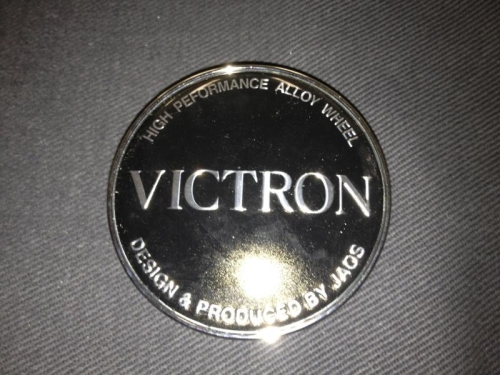 HIGH PEFORMANCE ALLOY WHEEL
VICTRON
DESIGN & PRODUCED BY JAOS